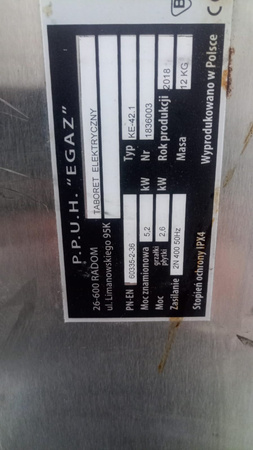 P.P.U.H. "EGAZ"
26-600 RADOM
ul. Limanowskiego 95K
TABORET ELEKTRYCZNY
PN-EN 60335-2-36 Typ KE-42.1
Moc znamionowa 5,2 kW Nr 1836003
Moc grzałki płytki 2,6 kW Rok produkcji 2018
Zasilanie 2N 400 50Hz Masa 12 KG
Stopień ochrony IPX4 Wyprodukowano w Polsce
B